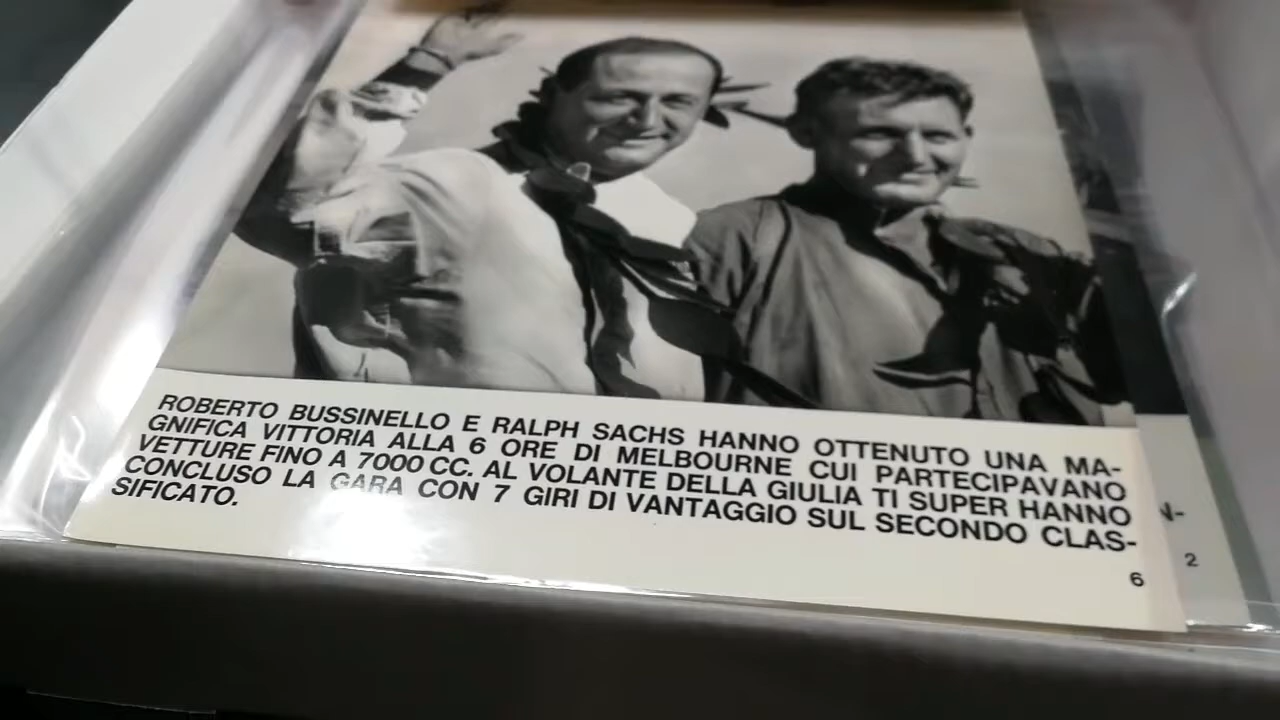 ROBERTO BUSSINELLO E RALPH SACHS HANNO OTTENUTO UNA MA-
GNIFICA VITTORIA ALLA 6 ORE DI MELBOURNE CUI PARTECIPAVANO
VETTURE FINO A 7000 CC. AL VOLANTE DELLA GIULIA TI SUPER HANNO
CONCLUSO LA GARA CON 7 GIRI DI VANTAGGIO SUL SECONDO CLAS-
SIFICATO.
6
N-
2